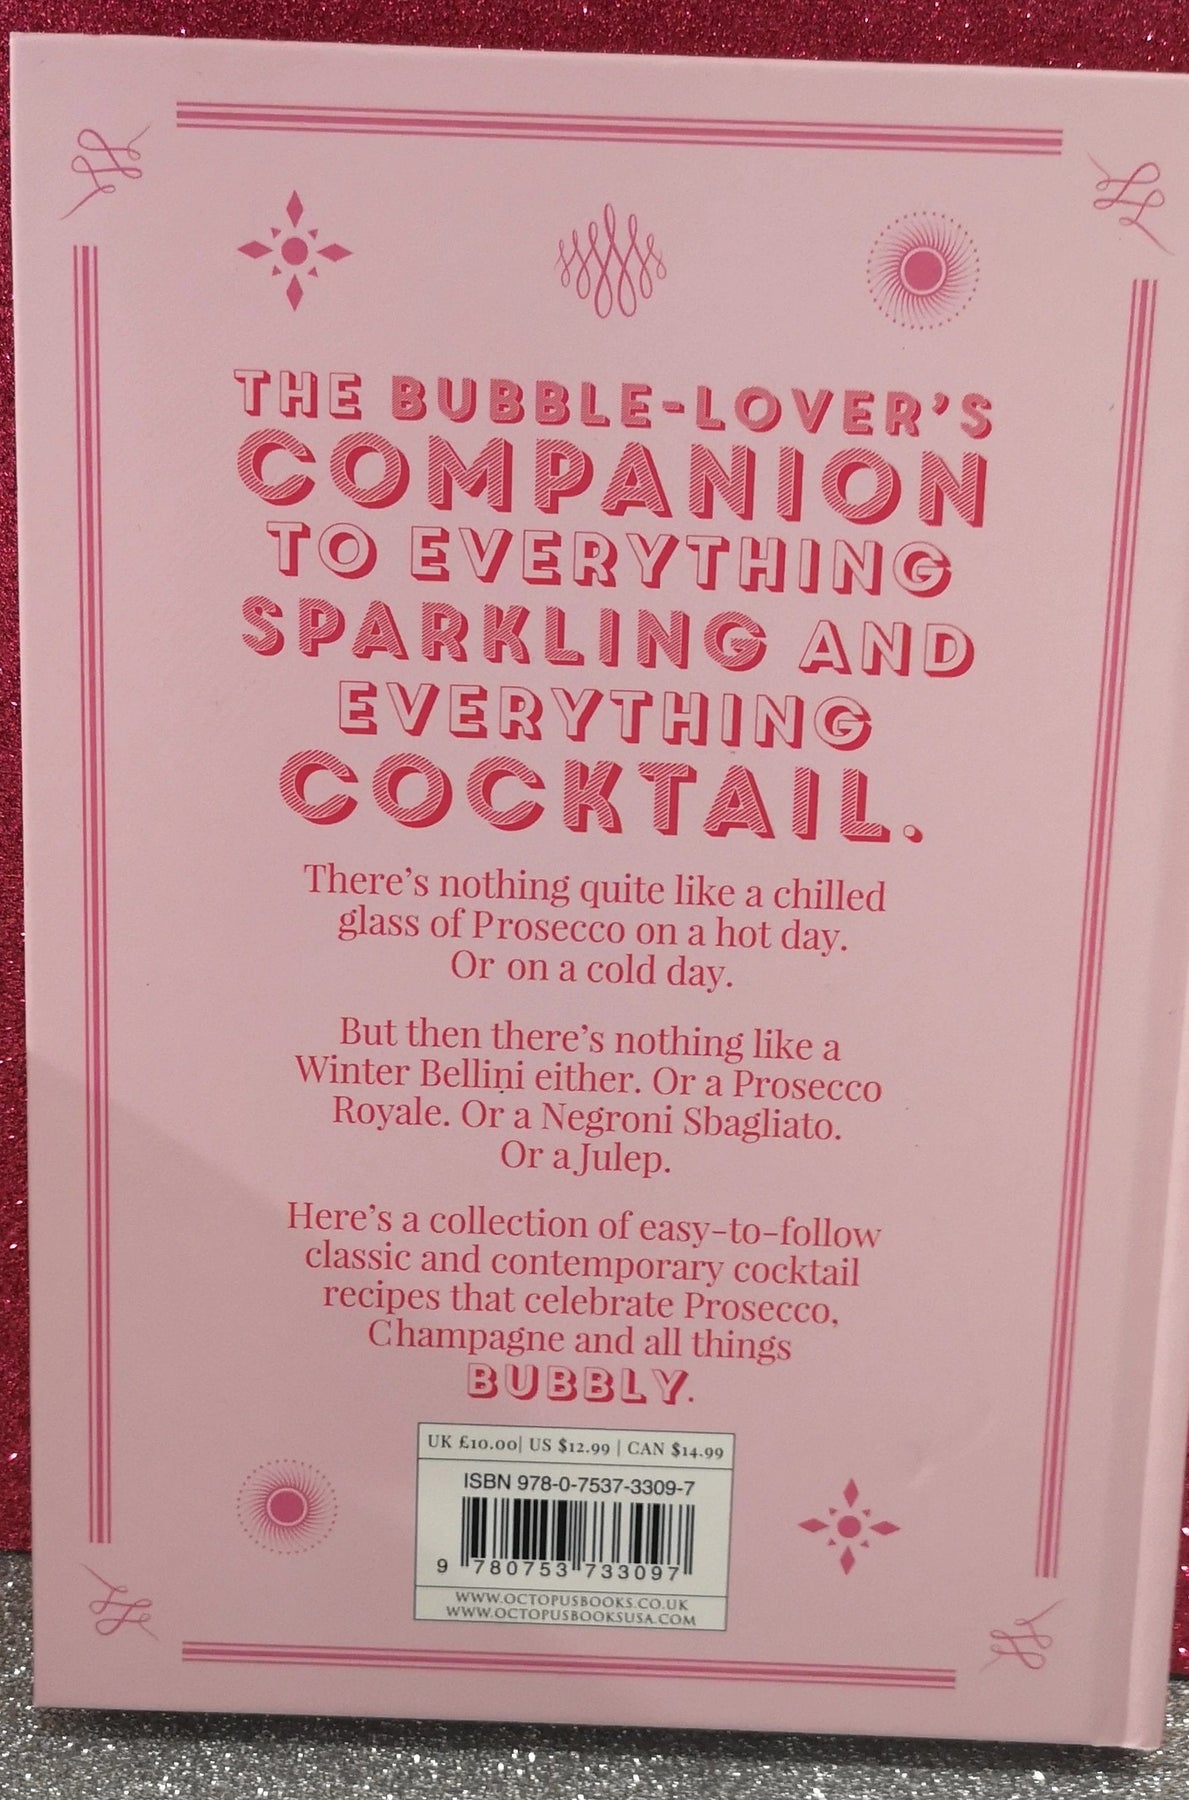 THE BUBBLE-LOVER'S
COMPANION
TO EVERYTHING
SPARKLING AND
EVERYTHING
COCKTAIL.
There's nothing quite like a chilled
glass of Prosecco on a hot day.
Or on a cold day.
But then there's nothing like a
Winter Bellini either. Or a Prosecco
Royale. Or a Negroni Sbagliato.
Or a Julep.
Here's a collection of easy-to-follow
classic and contemporary cocktail
recipes that celebrate Prosecco,
Champagne and all things
BUBBLY.
UK £10.00| US $12.99 | CAN $14.99
ISBN 978-0-7537-3309-7
9 780753 733097
WWW.OCTOPUSBOOKS.CO.UK
WWW.OCTOPUSBOOKSUSA.COM